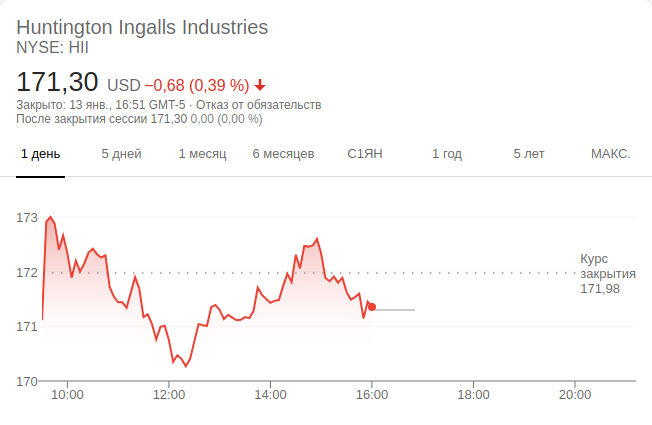 Huntington Ingalls Industries
NYSE: HII
171,30 USD −0,68 (0,39 %)
Закрыто: 13 янв., 16:51 GMT-5 · Отказ от обязательств
После закрытия сессии 171,30 0,00 (0,00 %)
1 день 5 дней 1 месяц 6 месяцев С1ЯН 1 год 5 лет МАКС.
173
Курс
172 закрытия
171,98
171
170
10:00 12:00 14:00 16:00 18:00 20:00